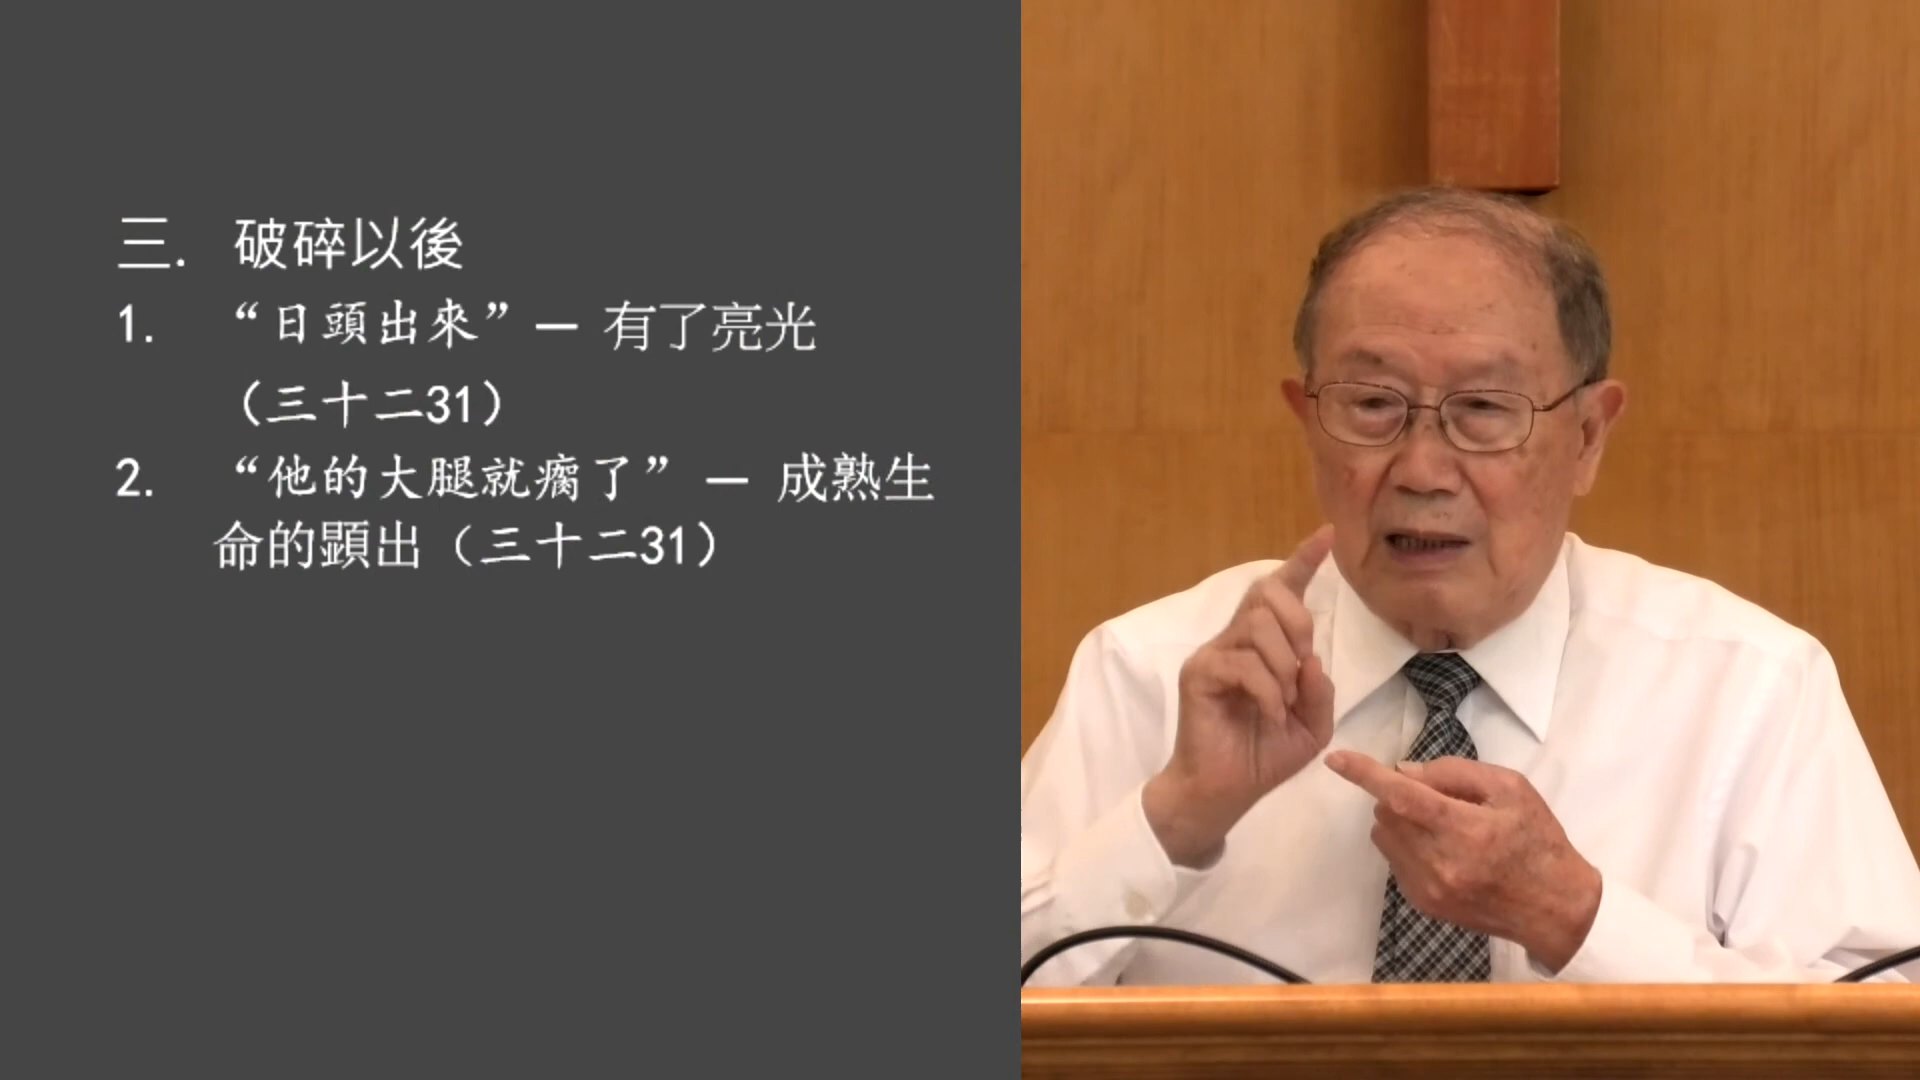 三. 破碎以後
1. “日頭出來”— 有了亮光
（三十二31）
2. “他的大腿就瘸了” — 成熟生
命的顕出（三十二31）